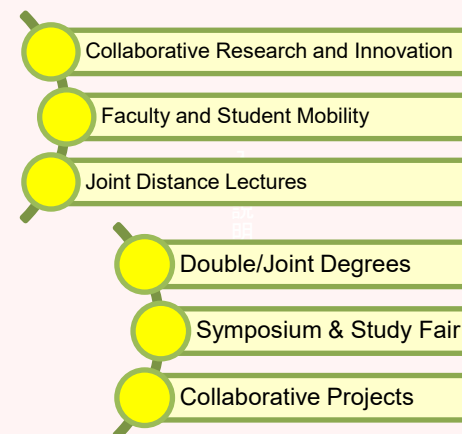 Collaborative Research and Innovation
Faculty and Student Mobility
Joint Distance Lectures
Double/Joint Degrees
Symposium & Study Fair
Collaborative Projects